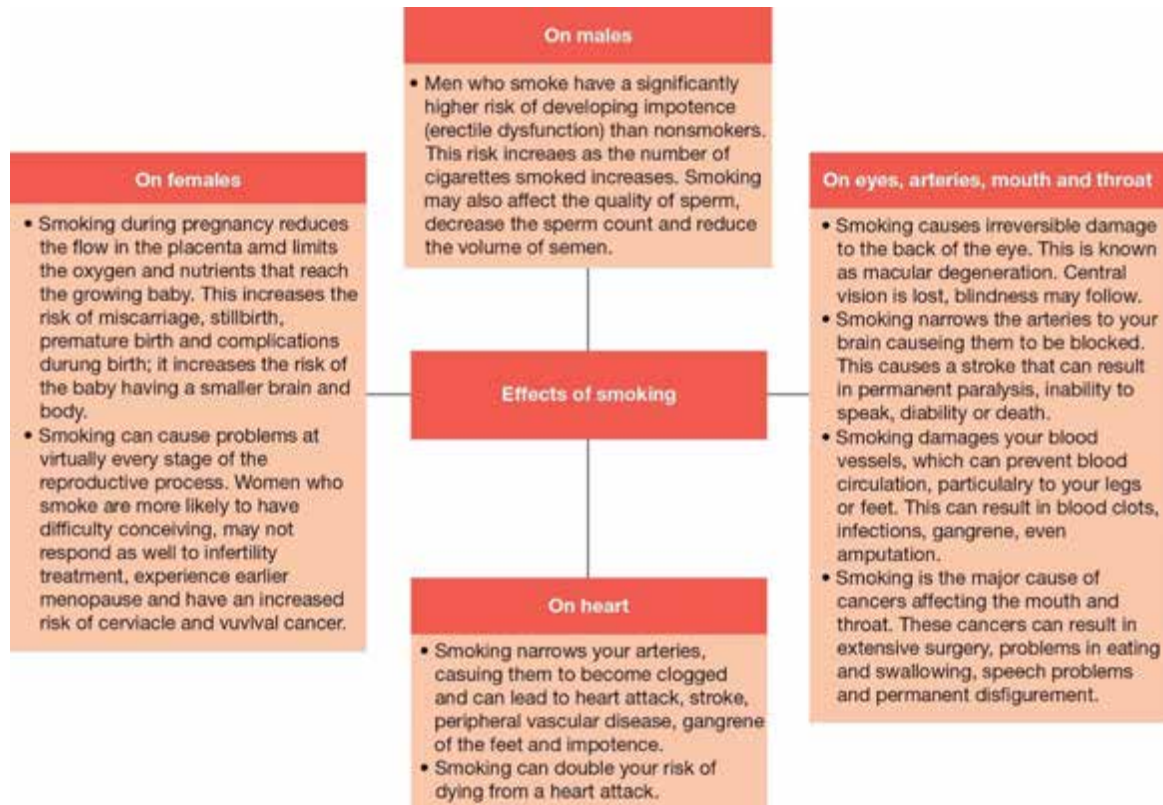 On males
• Men who smoke have a significantly
higher risk of developing impotence
(erectile dysfunction) than nonsmokers.
This risk increaes as the number of
cigarettes smoked increases. Smoking
may also affect the quality of sperm,
decrease the sperm count and reduce
the volume of semen.
On females
• Smoking during pregnancy reduces
the flow in the placenta amd limits
the oxygen and nutrients that reach
the growing baby. This increases the
risk of miscarriage, stillbirth,
premature birth and complications
durung birth; it increases the risk of
the baby having a smaller brain and
body.
• Smoking can cause problems at
virtually every stage of the
reproductive process. Women who
smoke are more likely to have
difficulty conceiving, may not
respond as well to infertility
treatment, experience earlier
menopause and have an increased
risk of cerviacle and vuvlval cancer.
Effects of smoking
On eyes, arteries, mouth and throat
• Smoking causes irreversible damage
to the back of the eye. This is known
as macular degeneration. Central
vision is lost, blindness may follow.
• Smoking narrows the arteries to your
brain causeing them to be blocked.
This causes a stroke that can result
in permanent paralysis, inability to
speak, diability or death.
• Smoking damages your blood
vessels, which can prevent blood
circulation, particulalry to your legs
or feet. This can result in blood clots,
infections, gangrene, even
amputation.
• Smoking is the major cause of
cancers affecting the mouth and
throat. These cancers can result in
extensive surgery, problems in eating
and swallowing, speech problems
and permanent disfigurement.
On heart
• Smoking narrows your arteries,
casuing them to become clogged
and can lead to heart attack, stroke,
peripheral vascular disease, gangrene
of the feet and impotence.
• Smoking can double your risk of
dying from a heart attack.